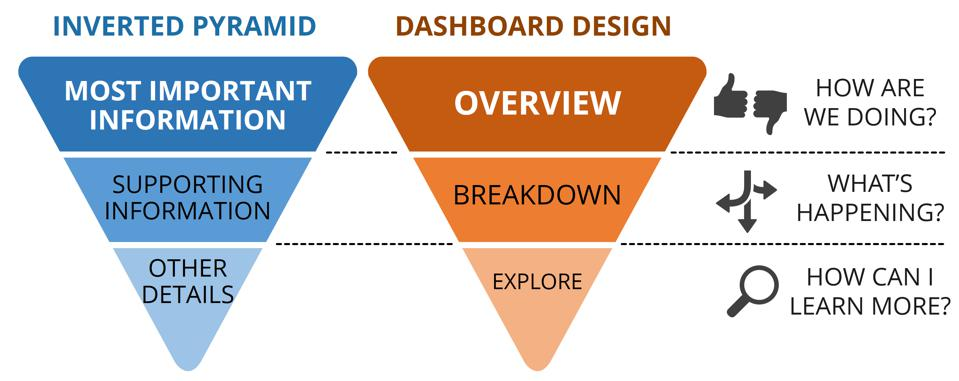 INVERTED PYRAMID
DASHBOARD DESIGN
MOST IMPORTANT
INFORMATION
OVERVIEW
HOW ARE
WE DOING?
SUPPORTING
INFORMATION
BREAKDOWN
WHAT'S
HAPPENING?
OTHER
DETAILS
EXPLORE
HOW CAN I
LEARN MORE?